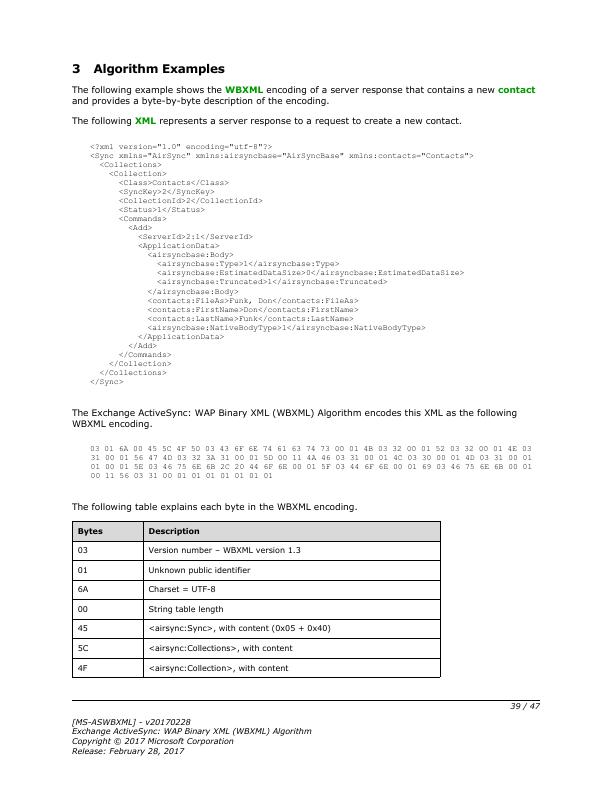 3 Algorithm Examples
The following example shows the WBXML encoding of a server response that contains a new contact
and provides a byte-by-byte description of the encoding.
The following XML represents a server response to a request to create a new contact.
<?xml version="1.0" encoding="utf-8"?>
<Sync xmlns="AirSync" xmlns:airsyncbase="AirSyncBase" xmlns:contacts="Contacts">
<Collections>
<Collection>
<Class>Contacts</Class>
<SyncKey>2</SyncKey>
<CollectionId>2</CollectionId>
<Status>1</Status>
<Commands>
<Add>
<ServerId>2:1</ServerId>
<ApplicationData>
<airsyncbase:Body>
<airsyncbase:Type>1</airsyncbase:Type>
<airsyncbase:EstimatedDataSize>0</airsyncbase:EstimatedDataSize>
<airsyncbase:Truncated>1</airsyncbase:Truncated>
</airsyncbase:Body>
<contacts:FileAs>Funk, Don</contacts:FileAs>
<contacts:FirstName>Don</contacts:FirstName>
<contacts:LastName>Funk</contacts:LastName>
<airsyncbase:NativeBodyType>1</airsyncbase:NativeBodyType>
</ApplicationData>
</Add>
</Commands>
</Collection>
</Collections>
</Sync>
The Exchange ActiveSync: WAP Binary XML (WBXML) Algorithm encodes this XML as the following
WBXML encoding.
03 01 6A 00 45 5C 4F 50 03 43 6F 6E 74 61 63 74 73 00 01 4B 03 32 00 01 52 03 32 00 01 4E 03
31 00 01 56 47 4D 03 32 3A 31 00 01 5D 00 11 4A 46 03 31 00 01 4C 03 30 00 01 4D 03 31 00 01
01 00 01 5E 03 46 75 6E 6B 2C 20 44 6F 6E 00 01 5F 03 44 6F 6E 00 01 69 03 46 75 6E 6B 00 01
00 11 56 03 31 00 01 01 01 01 01 01 01
The following table explains each byte in the WBXML encoding.
Bytes Description
03 Version number – WBXML version 1.3
01 Unknown public identifier
6A Charset = UTF-8
00 String table length
45 <airsync:Sync>, with content (0x05 + 0x40)
5C <airsync:Collections>, with content
4F <airsync:Collection>, with content
39 / 47
[MS-ASWBXML] - v20170228
Exchange ActiveSync: WAP Binary XML (WBXML) Algorithm
Copyright © 2017 Microsoft Corporation
Release: February 28, 2017